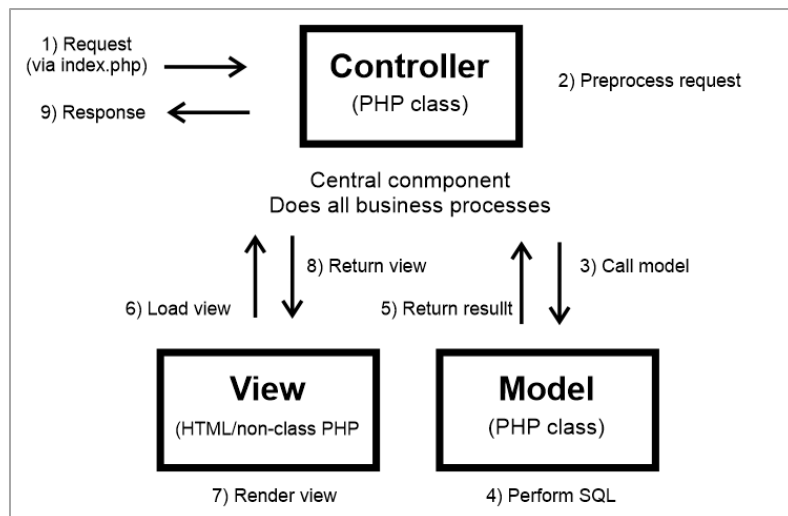 1) Request
(via index.php)
9) Response
Controller
(PHP class)
2) Preprocess request
Central conmponent
Does all business processes
8) Return view
3) Call model
6) Load view
5) Return resullt
View
(HTML/non-class PHP
Model
(PHP class)
7) Render view
4) Perform SQL